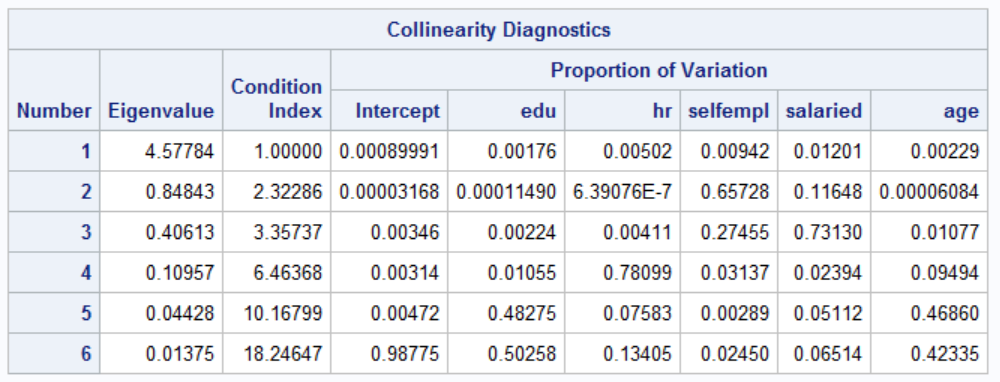 Collinearity Diagnostics
Proportion of Variation
Number Eigenvalue Condition Index Intercept edu hr selfempl salaried age
1 4.57784 1.00000 0.00089991 0.00176 0.00502 0.00942 0.01201 0.00229
2 0.84843 2.32286 0.00003168 0.00011490 6.39076E-7 0.65728 0.11648 0.00006084
3 0.40613 3.35737 0.00346 0.00224 0.00411 0.27455 0.73130 0.01077
4 0.10957 6.46368 0.00314 0.01055 0.78099 0.03137 0.02394 0.09494
5 0.04428 10.16799 0.00472 0.48275 0.07583 0.00289 0.05112 0.46860
6 0.01375 18.24647 0.98775 0.50258 0.13405 0.02450 0.06514 0.42335